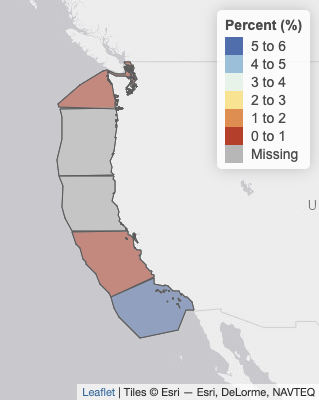 Percent (%)
5 to 6
4 to 5
3 to 4
2 to 3
1 to 2
0 to 1
Missing
U
Leaflet | Tiles © Esri — Esri, DeLorme, NAVTEQ